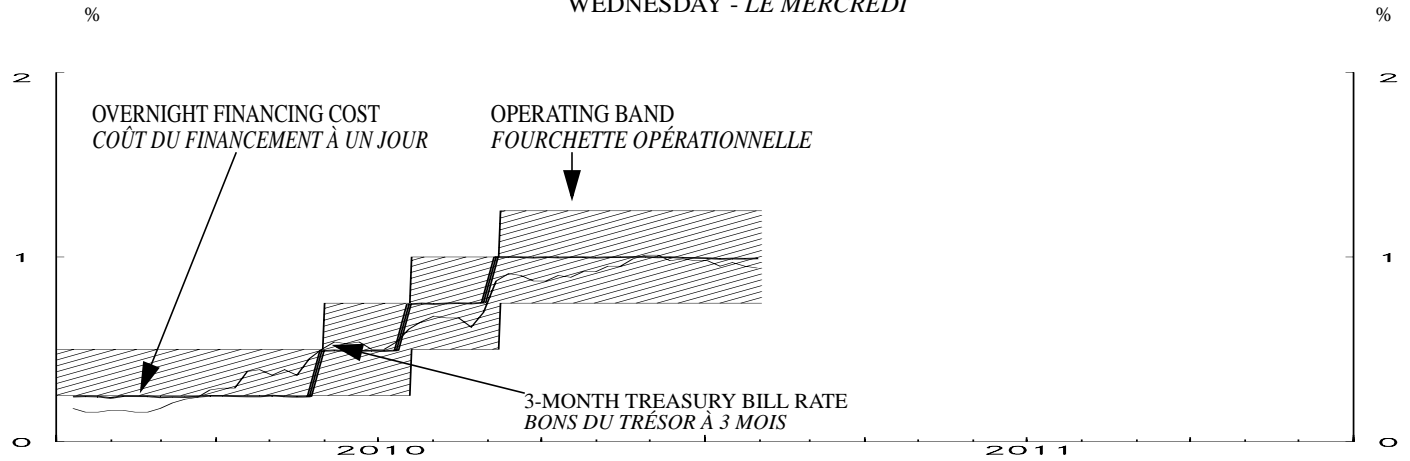 WEDNESDAY - LE MERCREDI
% %
2 2
OVERNIGHT FINANCING COST
COÛT DU FINANCEMENT À UN JOUR
OPERATING BAND
FOURCHETTE OPÉRATIONNELLE
1 1
3-MONTH TREASURY BILL RATE
BONS DU TRÉSOR À 3 MOIS
0 0
2010 2011